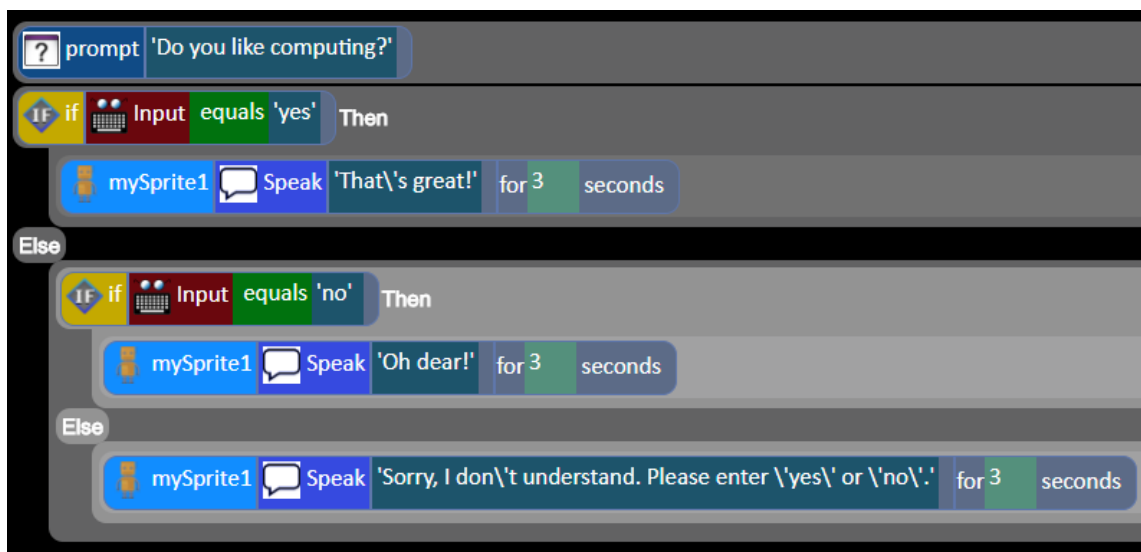 ? prompt 'Do you like computing?'
IF if Input equals 'yes' Then
mySprite1 Speak 'That\'s great!' for 3 seconds
Else
IF if Input equals 'no' Then
mySprite1 Speak 'Oh dear!' for 3 seconds
Else
mySprite1 Speak 'Sorry, I don\'t understand. Please enter \'yes\' or \'no\'.' for 3 seconds